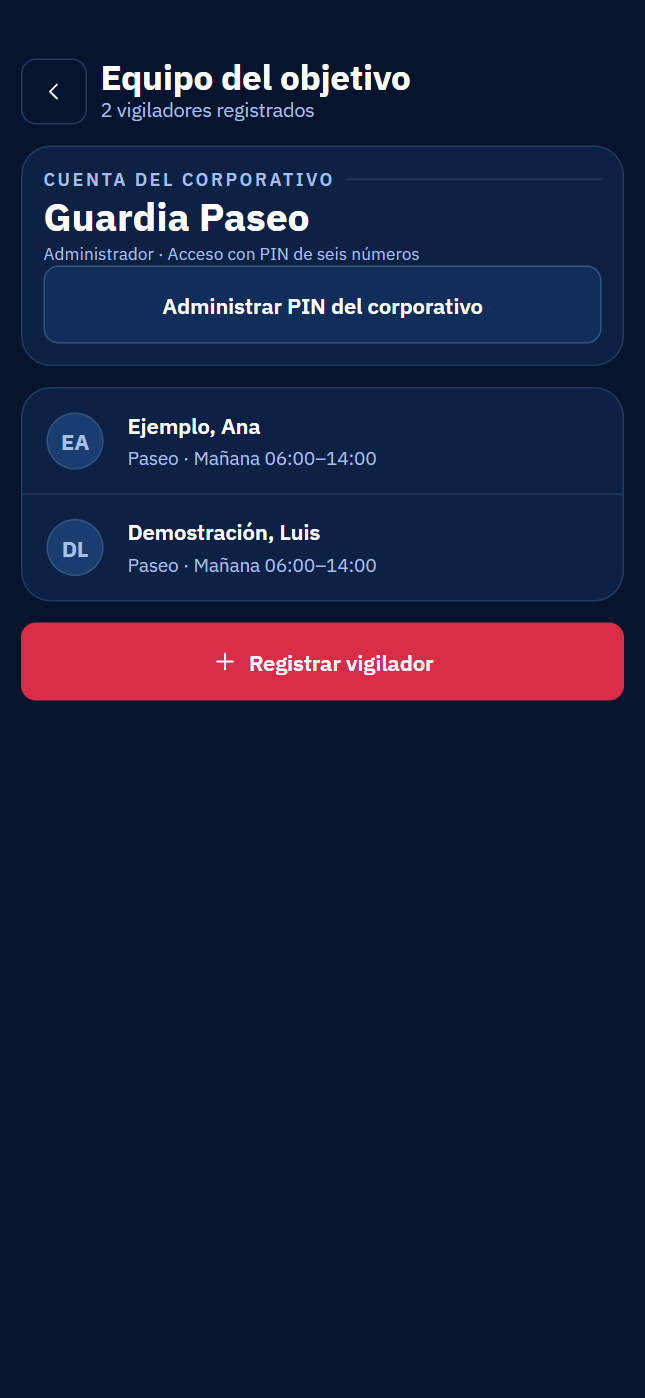 Equipo del objetivo
2 vigiladores registrados
CUENTA DEL CORPORATIVO
Guardia Paseo
Administrador · Acceso con PIN de seis números
Administrar PIN del corporativo
EA
Ejemplo, Ana
Paseo · Mañana 06:00–14:00
DL
Demostración, Luis
Paseo · Mañana 06:00–14:00
Registrar vigilador